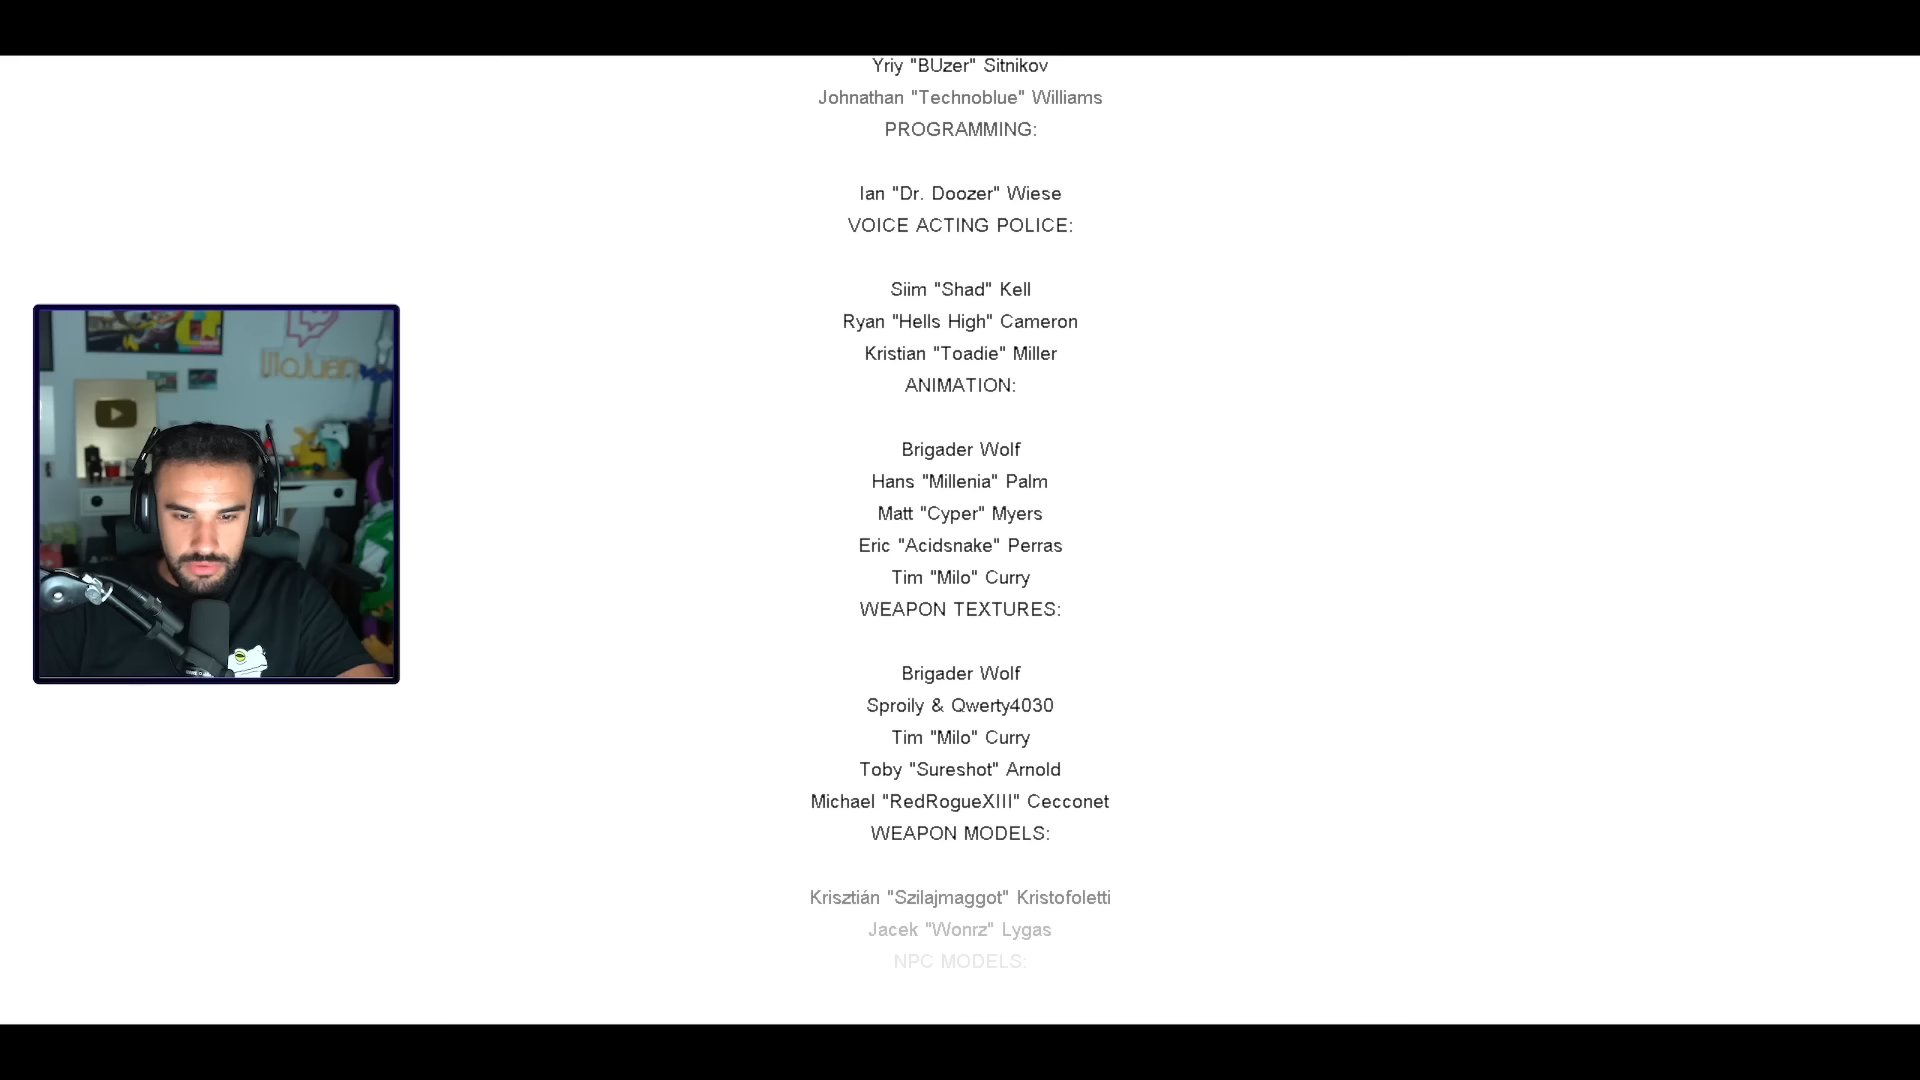 Yriy "BUzer" Sitnikov
Johnathan "Technoblue" Williams
PROGRAMMING:
Ian "Dr. Doozer" Wiese
VOICE ACTING POLICE:
Siim "Shad" Kell
Ryan "Hells High" Cameron
Kristian "Toadie" Miller
ANIMATION:
Brigader Wolf
Hans "Millenia" Palm
Matt "Cyper" Myers
Eric "Acidsnake" Perras
Tim "Milo" Curry
WEAPON TEXTURES:
Brigader Wolf
Sproily & Qwerty4030
Tim "Milo" Curry
Toby "Sureshot" Arnold
Michael "RedRogueXIII" Cecconet
WEAPON MODELS:
Krisztián "Szilajmaggot" Kristofoletti
Jacek "Wonrz" Lygas
NPC MODELS: